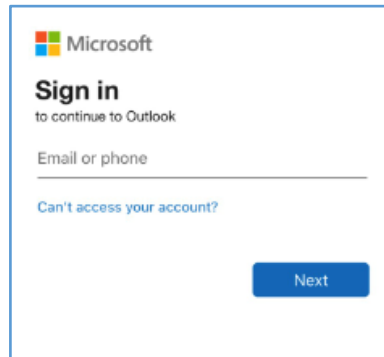 Microsoft
Sign in
to continue to Outlook
Email or phone
Can't access your account?
Next